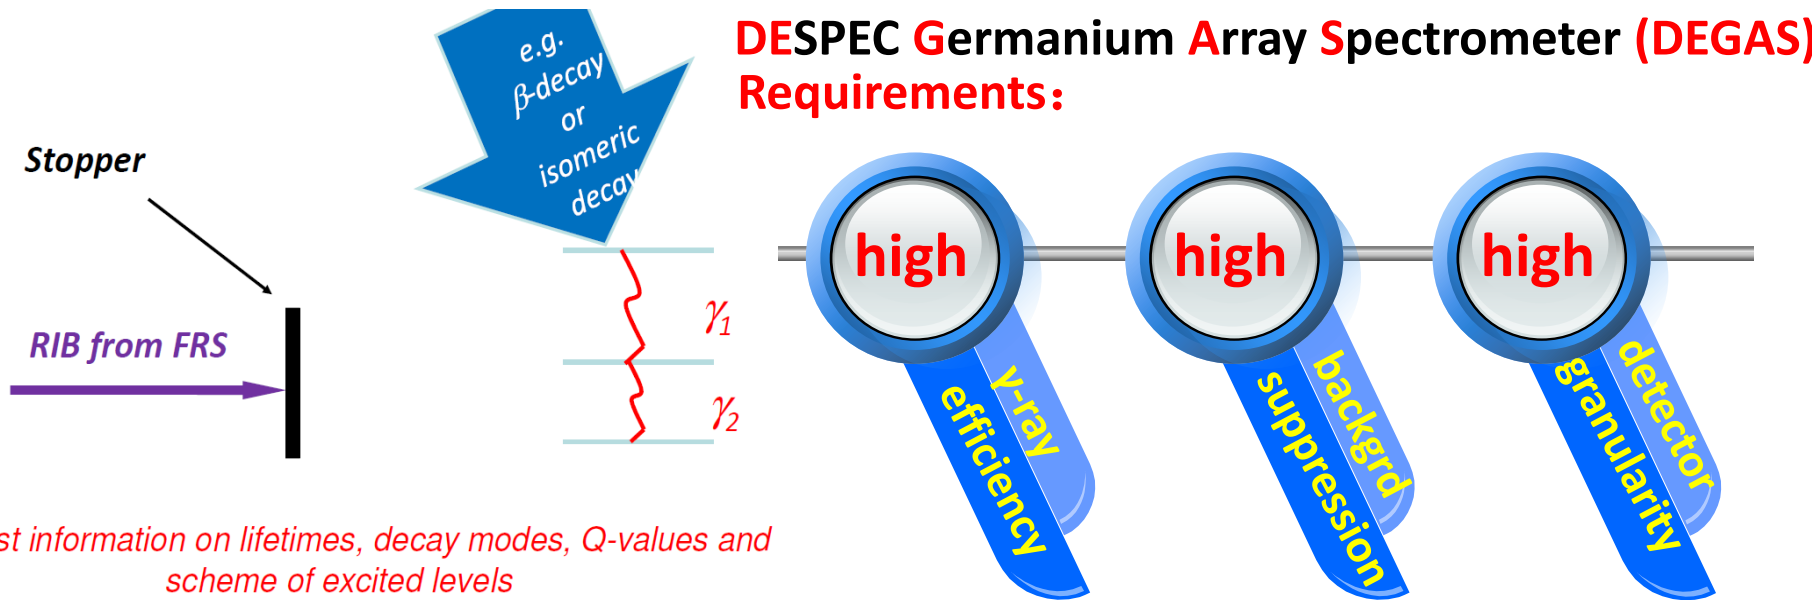 DESPEC Germanium Array Spectrometer (DEGAS)
Requirements：
e.g.
β-decay
or
isomeric
decay
Stopper
RIB from FRS
γ1
γ2
high
γ-ray
efficiency
high
backgrd
suppression
high
detector
granularity
information on lifetimes, decay modes, Q-values and
scheme of excited levels